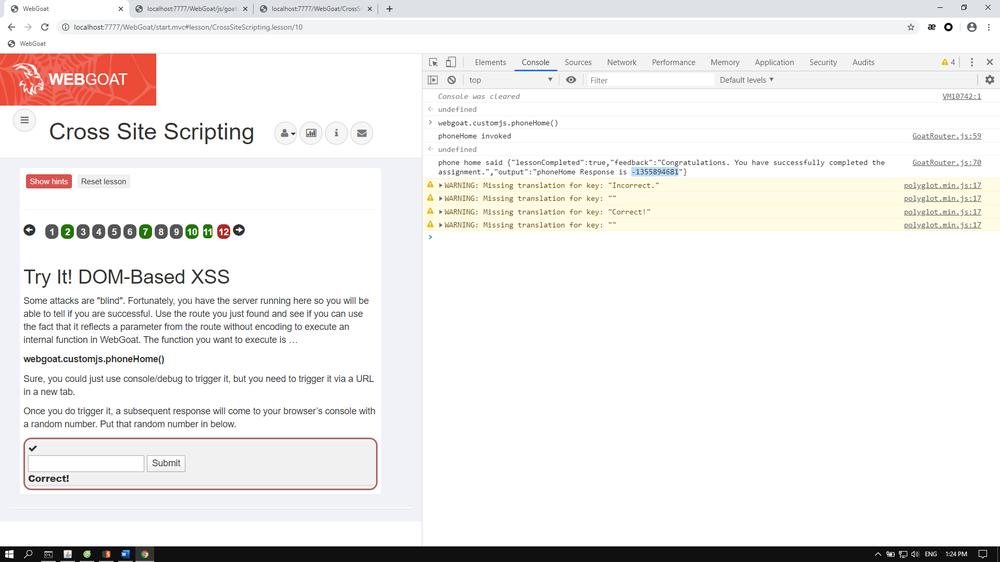 WebGoat
localhost:7777/WebGoat/js/goat
localhost:7777/WebGoat/CrossSi
localhost:7777/WebGoat/start.mvc#lesson/CrossSiteScripting.lesson/10
WebGoat
WEBGOAT
Cross Site Scripting
Show hints
Reset lesson
1 2 3 4 5 6 7 8 9 10 11 12
Try It! DOM-Based XSS
Some attacks are "blind". Fortunately, you have the server running here so you will be
able to tell if you are successful. Use the route you just found and see if you can use
the fact that it reflects a parameter from the route without encoding to execute an
internal function in WebGoat. The function you want to execute is …
webgoat.customjs.phoneHome()
Sure, you could just use console/debug to trigger it, but you need to trigger it via a URL
in a new tab.
Once you do trigger it, a subsequent response will come to your browser’s console with
a random number. Put that random number in below.
Submit
Correct!
Elements Console Sources Network Performance Memory Application Security Audits 4
top Filter Default levels
Console was cleared VM10742:1
undefined
webgoat.customjs.phoneHome()
phoneHome invoked GoatRouter.js:59
undefined
phone home said {"lessonCompleted":true,"feedback":"Congratulations. You have successfully completed the GoatRouter.js:70
assignment.","output":"phoneHome Response is -1355894681"}
WARNING: Missing translation for key: "Incorrect." polyglot.min.js:17
WARNING: Missing translation for key: "" polyglot.min.js:17
WARNING: Missing translation for key: "Correct!" polyglot.min.js:17
WARNING: Missing translation for key: "" polyglot.min.js:17
ENG 1:24 PM